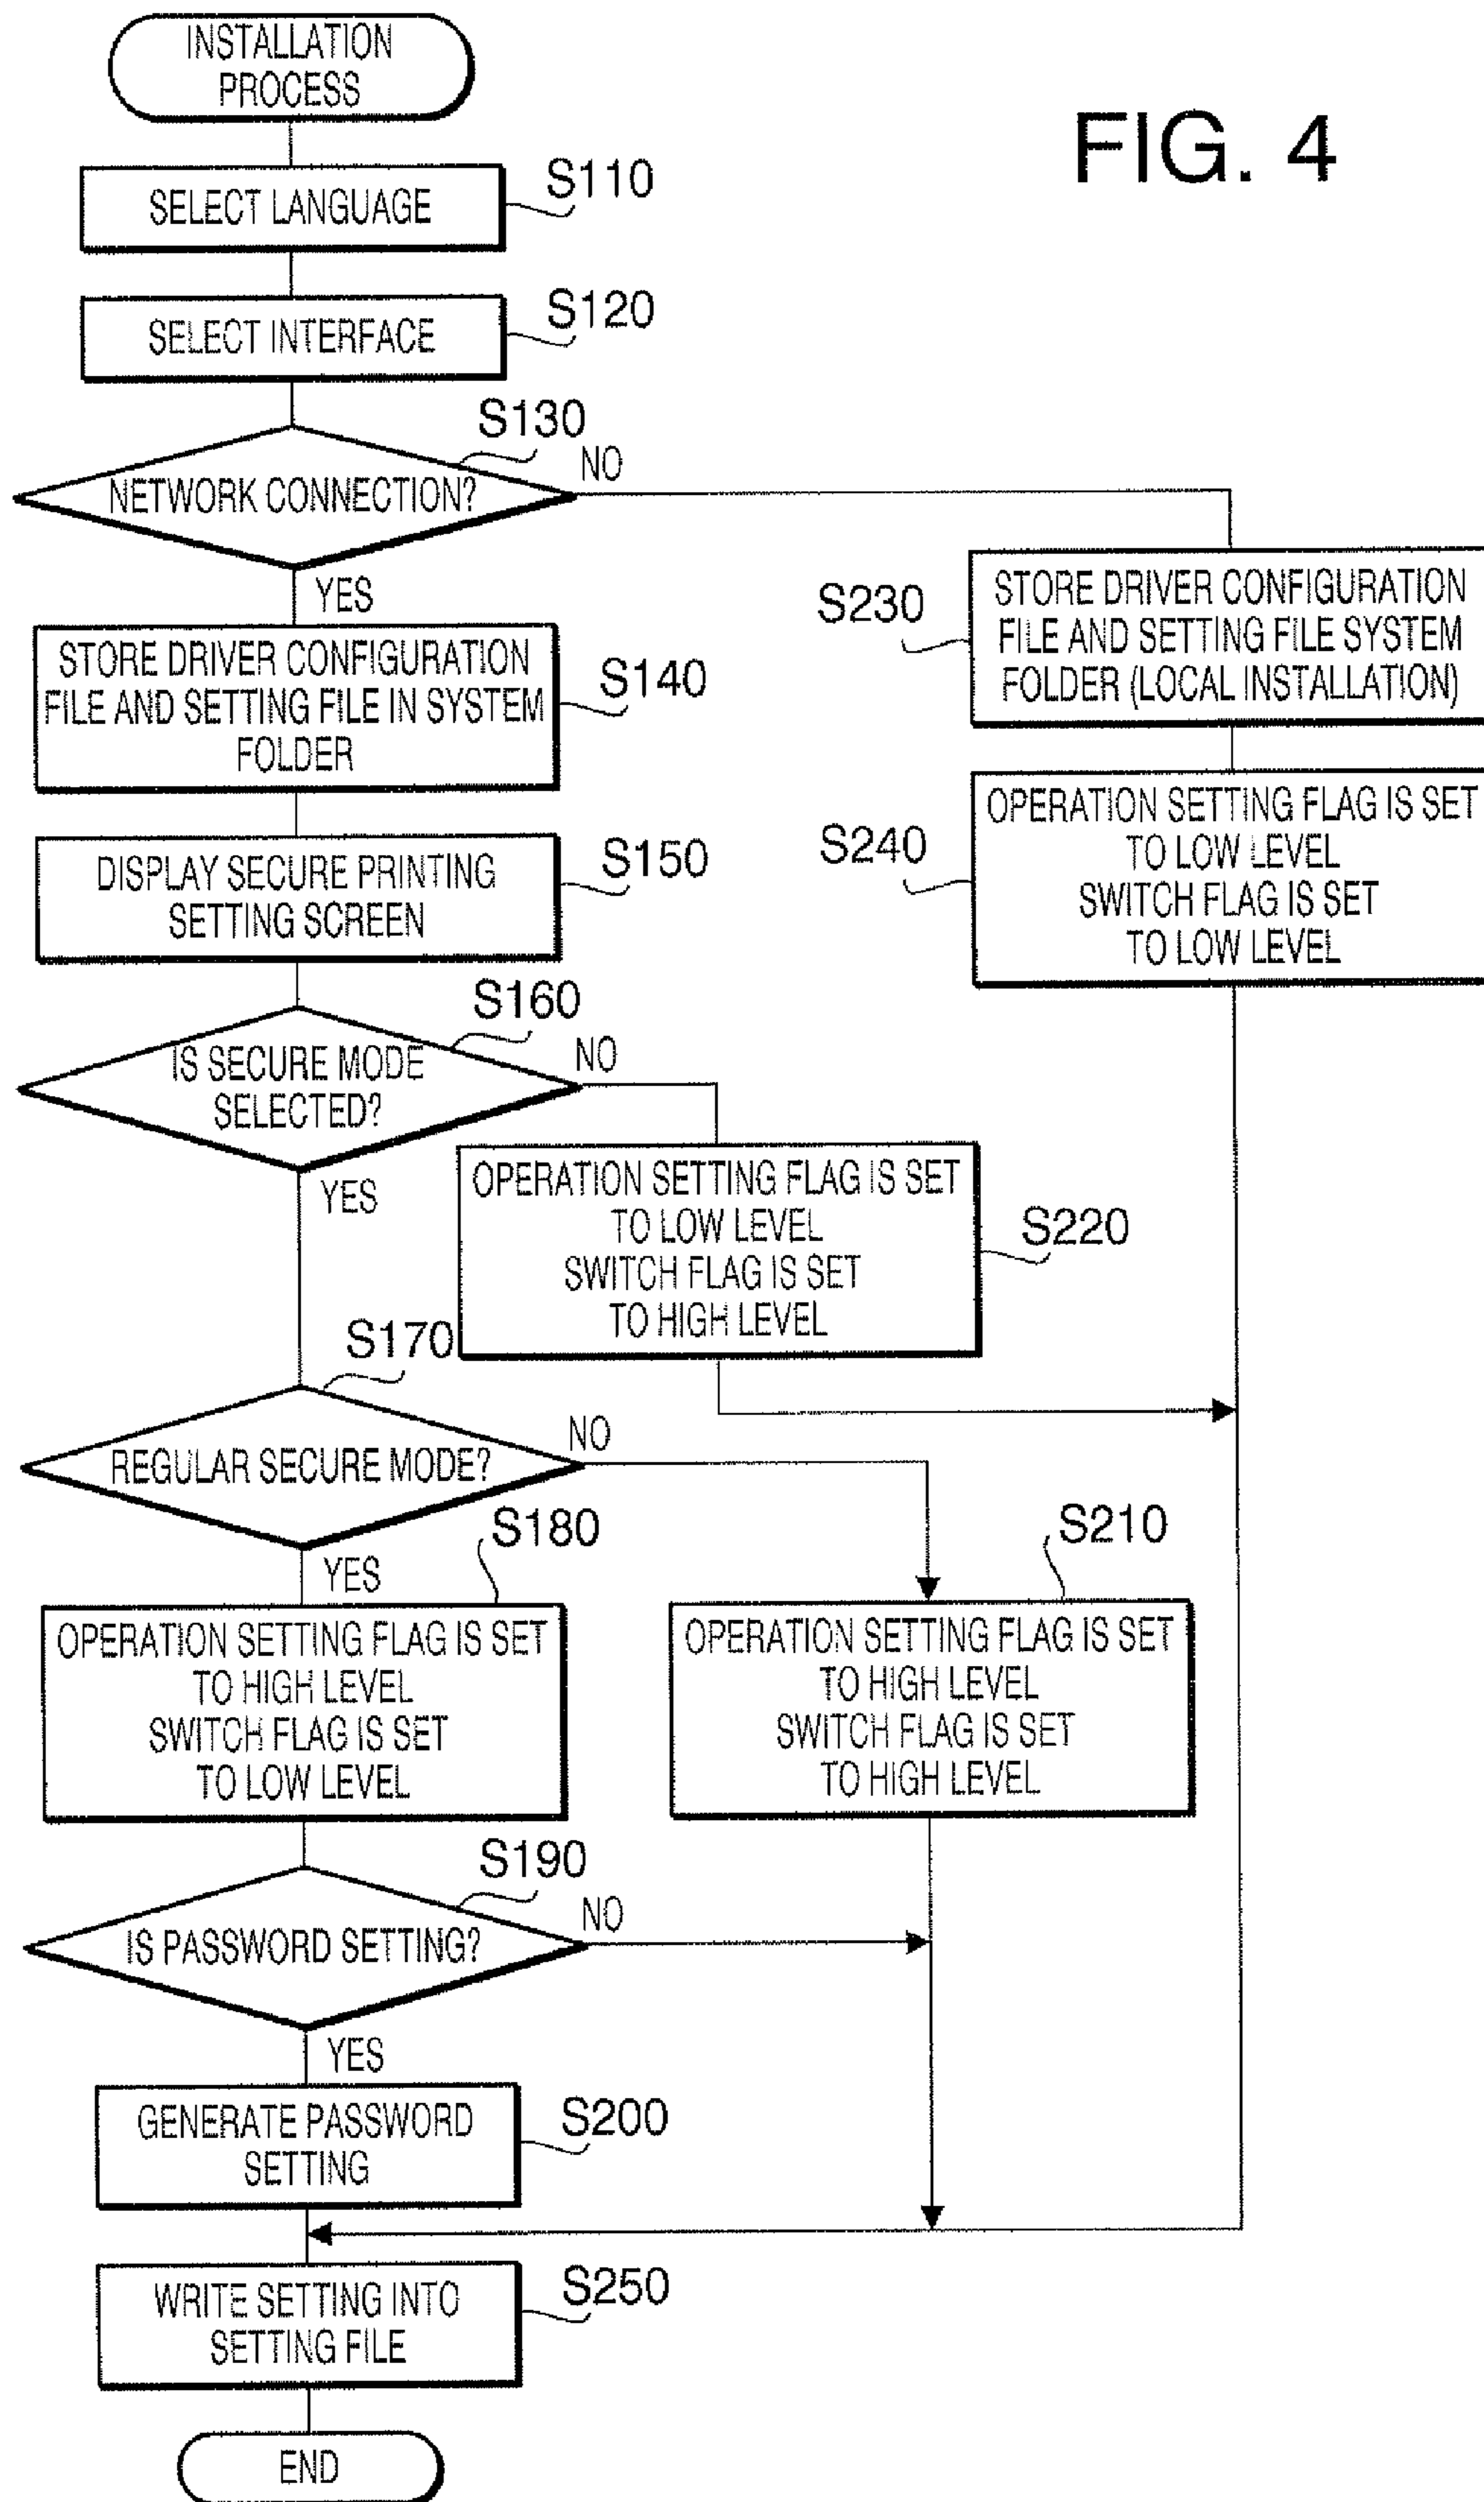 INSTALLATION
PROCESS
FIG. 4
SELECT LANGUAGE
S110
SELECT INTERFACE
S120
S130
NETWORK CONNECTION?
NO
YES
STORE DRIVER CONFIGURATION
FILE AND SETTING FILE IN SYSTEM
FOLDER
S140
S230
STORE DRIVER CONFIGURATION
FILE AND SETTING FILE SYSTEM
FOLDER (LOCAL INSTALLATION)
DISPLAY SECURE PRINTING
SETTING SCREEN
S150
S240
OPERATION SETTING FLAG IS SET
TO LOW LEVEL
SWITCH FLAG IS SET
TO LOW LEVEL
S160
IS SECURE MODE
SELECTED?
NO
YES
OPERATION SETTING FLAG IS SET
TO LOW LEVEL
SWITCH FLAG IS SET
TO HIGH LEVEL
S220
S170
REGULAR SECURE MODE?
NO
YES
S180
OPERATION SETTING FLAG IS SET
TO HIGH LEVEL
SWITCH FLAG IS SET
TO LOW LEVEL
S210
OPERATION SETTING FLAG IS SET
TO HIGH LEVEL
SWITCH FLAG IS SET
TO HIGH LEVEL
S190
IS PASSWORD SETTING?
NO
YES
GENERATE PASSWORD
SETTING
S200
WRITE SETTING INTO
SETTING FILE
S250
END